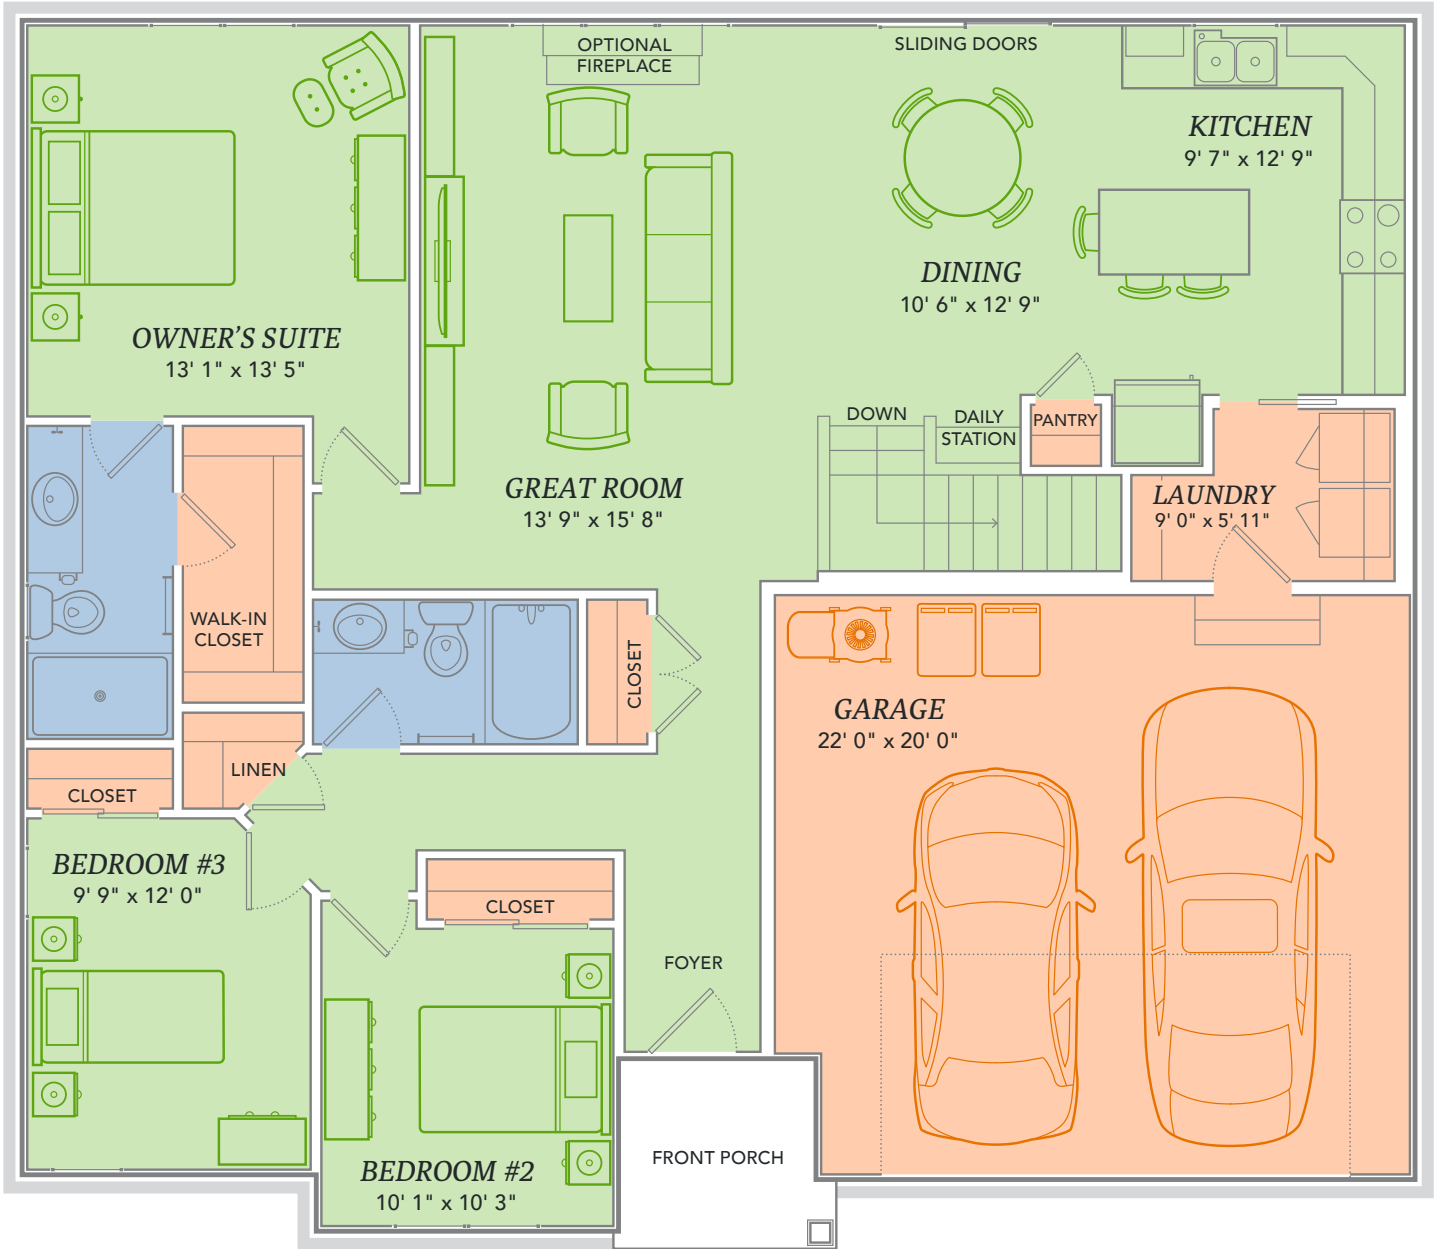 OPTIONAL
FIREPLACE
SLIDING DOORS
KITCHEN
9' 7" x 12' 9"
DINING
10' 6" x 12' 9"
OWNER’S SUITE
13' 1" x 13' 5"
DOWN
DAILY
STATION
PANTRY
GREAT ROOM
13' 9" x 15' 8"
LAUNDRY
9' 0" x 5' 11"
WALK-IN
CLOSET
CLOSET
GARAGE
22' 0" x 20' 0"
LINEN
CLOSET
BEDROOM #3
9' 9" x 12' 0"
CLOSET
FOYER
FRONT PORCH
BEDROOM #2
10' 1" x 10' 3"